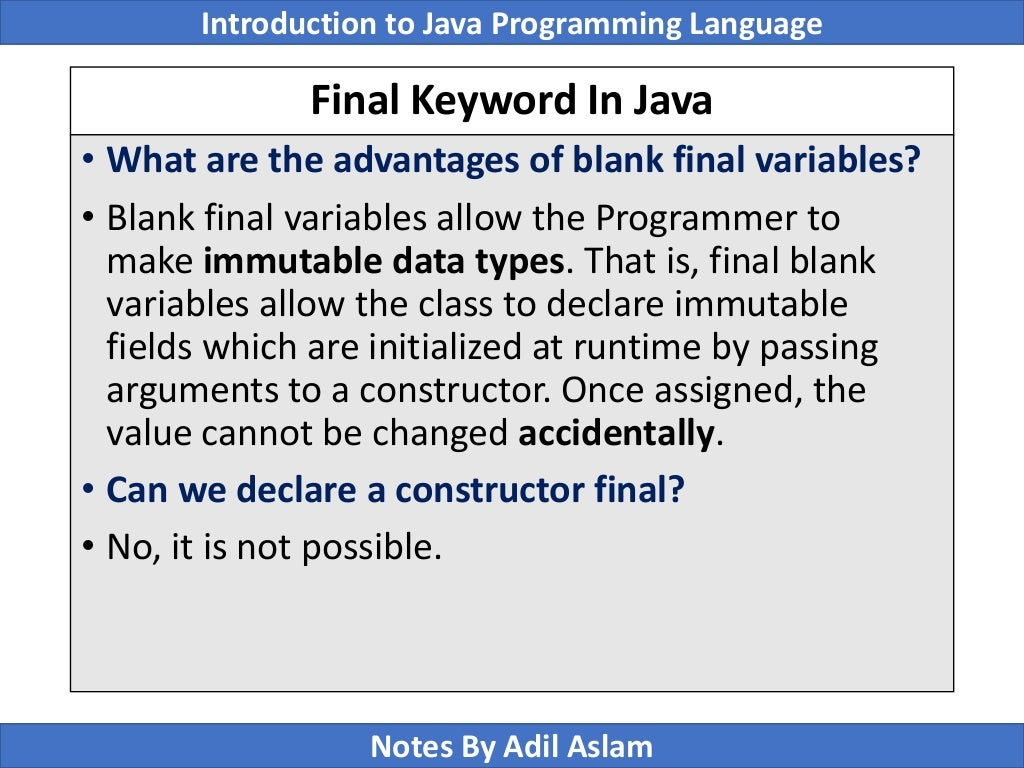 Introduction to Java Programming Language
Final Keyword In Java
• What are the advantages of blank final variables?
• Blank final variables allow the Programmer to
make immutable data types. That is, final blank
variables allow the class to declare immutable
fields which are initialized at runtime by passing
arguments to a constructor. Once assigned, the
value cannot be changed accidentally.
• Can we declare a constructor final?
• No, it is not possible.
Notes By Adil Aslam